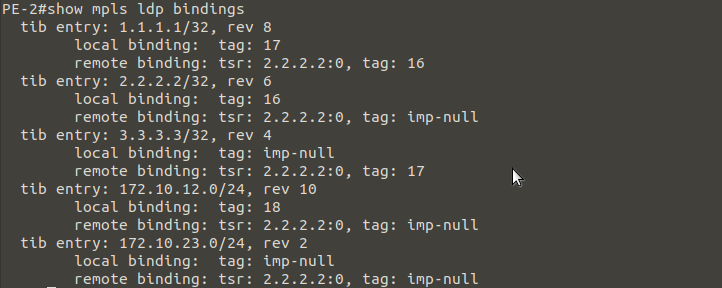 PE-2#show mpls ldp bindings
tib entry: 1.1.1.1/32, rev 8
local binding:  tag: 17
remote binding: tsr: 2.2.2.2:0, tag: 16
tib entry: 2.2.2.2/32, rev 6
local binding:  tag: 16
remote binding: tsr: 2.2.2.2:0, tag: imp-null
tib entry: 3.3.3.3/32, rev 4
local binding:  tag: imp-null
remote binding: tsr: 2.2.2.2:0, tag: 17
tib entry: 172.10.12.0/24, rev 10
local binding:  tag: 18
remote binding: tsr: 2.2.2.2:0, tag: imp-null
tib entry: 172.10.23.0/24, rev 2
local binding:  tag: imp-null
remote binding: tsr: 2.2.2.2:0, tag: imp-null